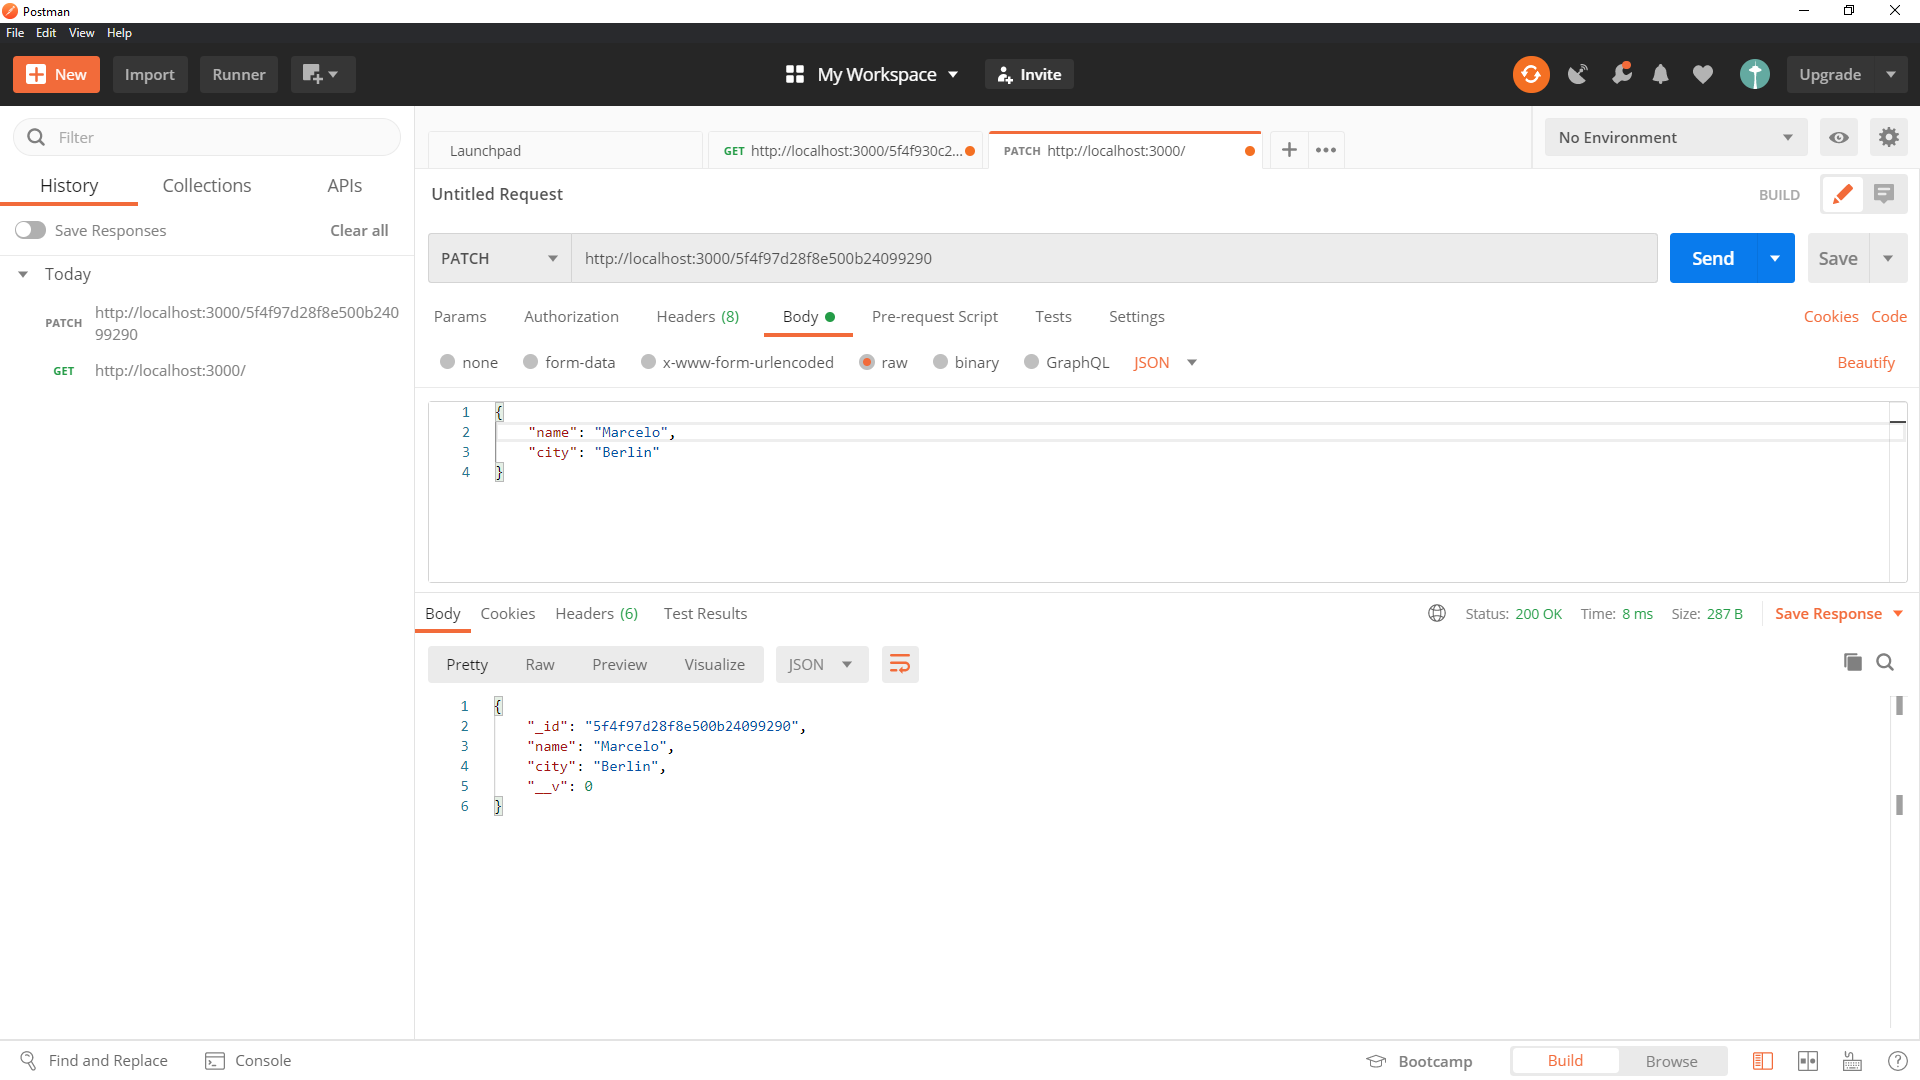 Postman
File Edit View Help
New Import Runner My Workspace Invite Upgrade
Filter
History Collections APIs
Save Responses Clear all
Today
PATCH http://localhost:3000/5f4f97d28f8e500b240
99290
GET http://localhost:3000/
Launchpad GET http://localhost:3000/5f4f930c2... PATCH http://localhost:3000/ No Environment
Untitled Request BUILD
PATCH http://localhost:3000/5f4f97d28f8e500b24099290 Send Save
Params Authorization Headers (8) Body Pre-request Script Tests Settings Cookies Code
none form-data x-www-form-urlencoded raw binary GraphQL JSON Beautify
1 {
2 "name": "Marcelo",
3 "city": "Berlin"
4 }
Body Cookies Headers (6) Test Results Status: 200 OK Time: 8 ms Size: 287 B Save Response
Pretty Raw Preview Visualize JSON
1 {
2 "_id": "5f4f97d28f8e500b24099290",
3 "name": "Marcelo",
4 "city": "Berlin",
5 "__v": 0
6 }
Find and Replace Console Bootcamp Build Browse